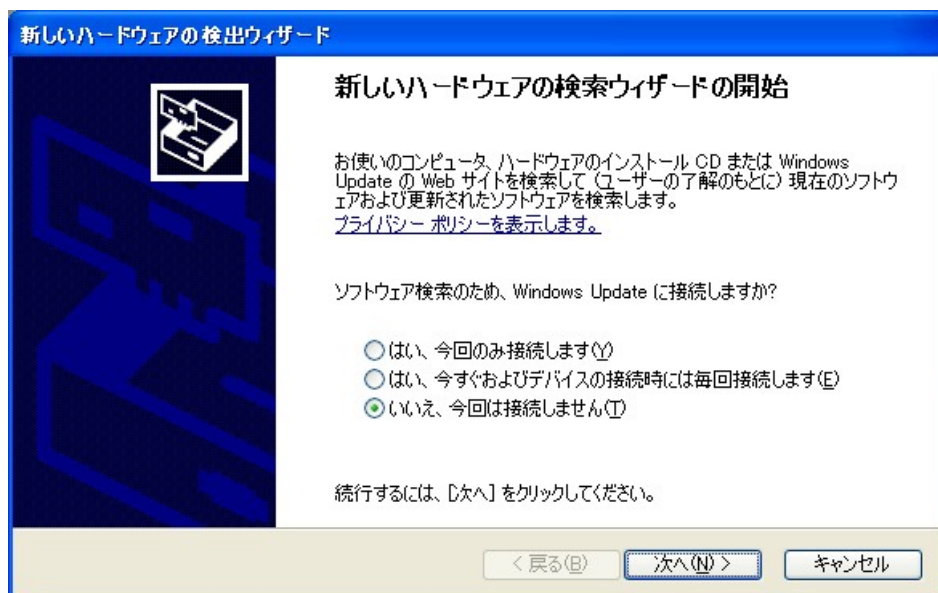 新しいハードウェアの検出ウィザード
新しいハードウェアの検索ウィザードの開始
お使いのコンピュータ、ハードウェアのインストール CD または Windows
Update の Web サイトを検索して (ユーザーの了解のもとに) 現在のソフトウ
ェアおよび更新されたソフトウェアを検索します。
プライバシー ポリシーを表示します。
ソフトウェア検索のため、Windows Update に接続しますか?
はい、今回のみ接続します(Y)
はい、今すぐおよびデバイスの接続時には毎回接続します(E)
いいえ、今回は接続しません(T)
続行するには、[次へ] をクリックしてください。
< 戻る(B) 次へ(N) > キャンセル